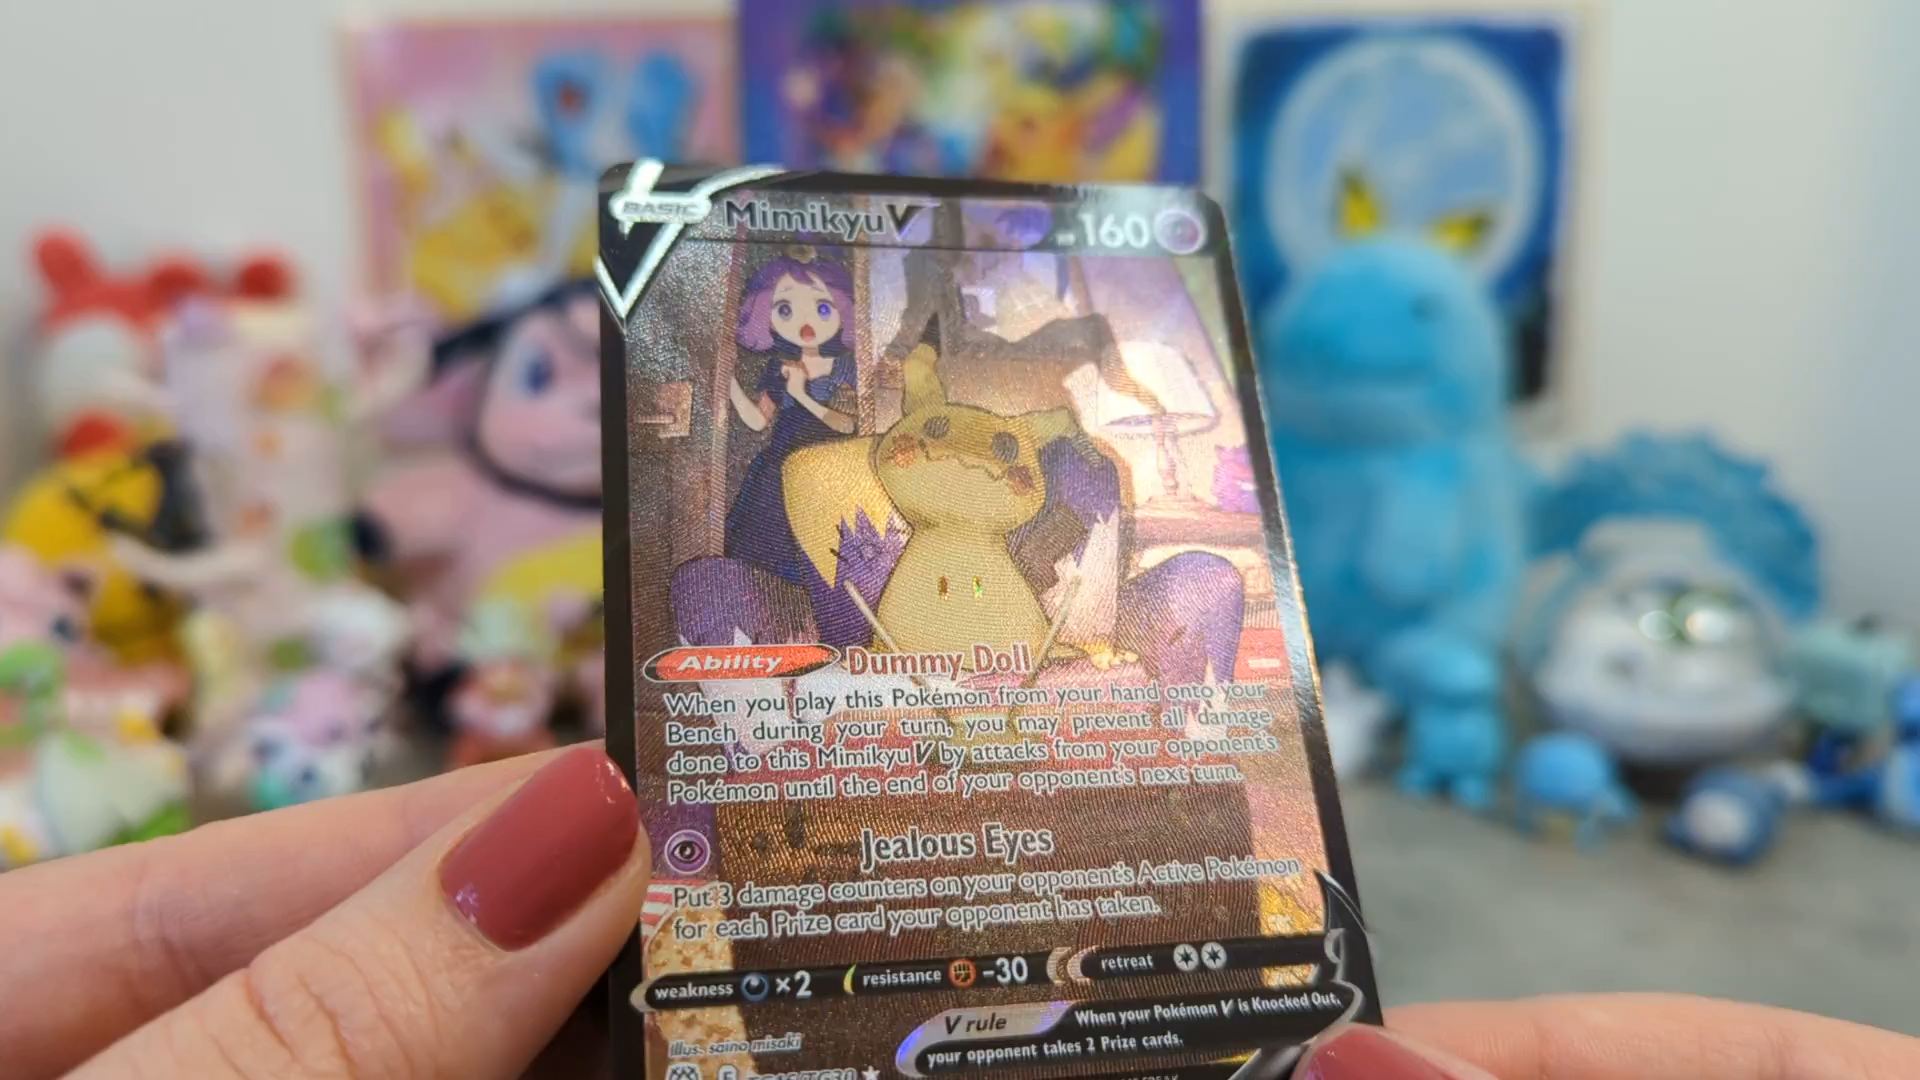 BASIC
MimikyuV 160
Ability Dummy Doll
When you play this Pokémon from your hand onto your
Bench during your turn, you may prevent all damage
done to this MimikyuV by attacks from your opponent's
Pokémon until the end of your opponent's next turn.
Jealous Eyes
Put 3 damage counters on your opponent's Active Pokémon
for each Prize card your opponent has taken.
weakness ×2 resistance -30 retreat
V rule When your Pokémon V is Knocked Out,
your opponent takes 2 Prize cards.
Illus. saino misaki